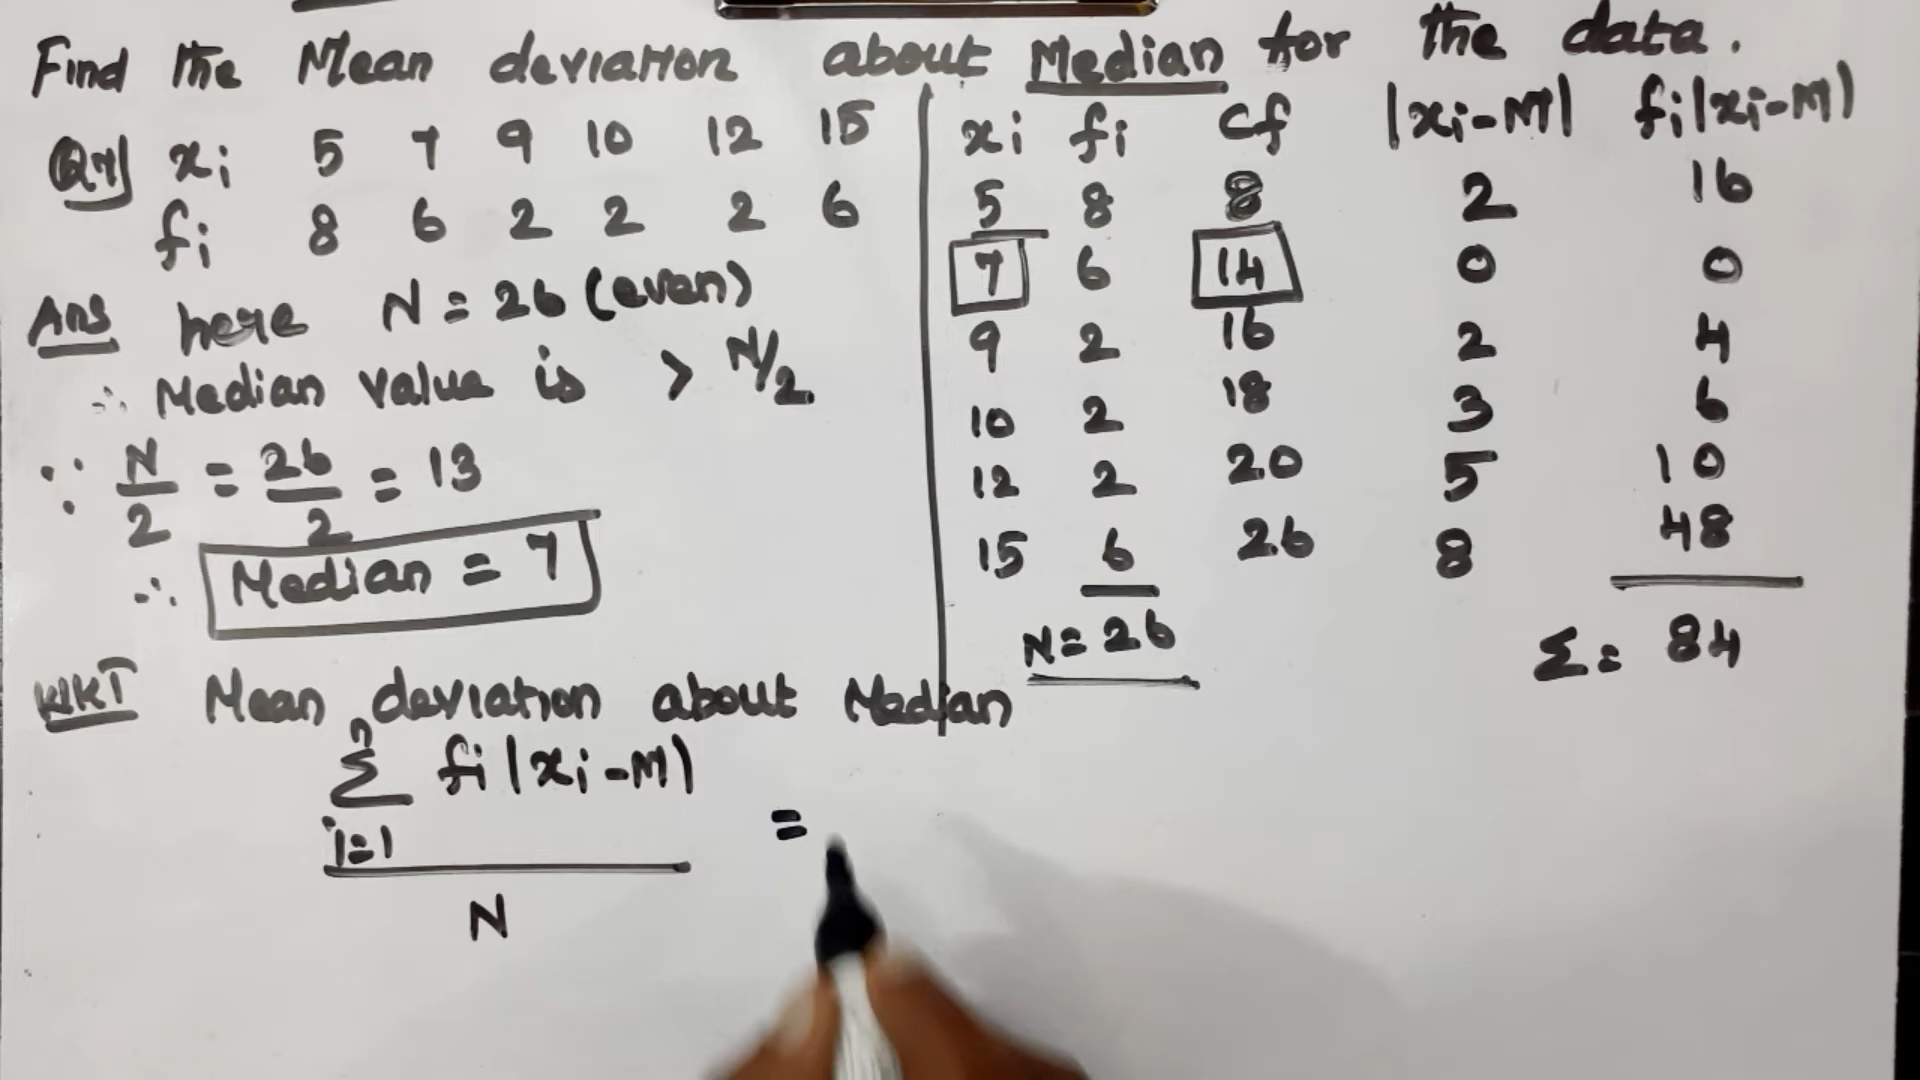 Find the Mean deviation about Median for the data.
Q7] xi 5 7 9 10 12 15
fi 8 6 2 2 2 6
Ans here N = 26 (even)
∴ Median value is > N/2
∵ N/2 = 26/2 = 13
∴ Median = 7
WKT Mean deviation about Median
n
Σ fi|xi-M|
i=1
N
=
xi fi cf |xi-M| fi|xi-M|
5 8 8 2 16
7 6 14 0 0
9 2 16 2 4
10 2 18 3 6
12 2 20 5 10
15 6 26 8 48
N = 26 Σ = 84